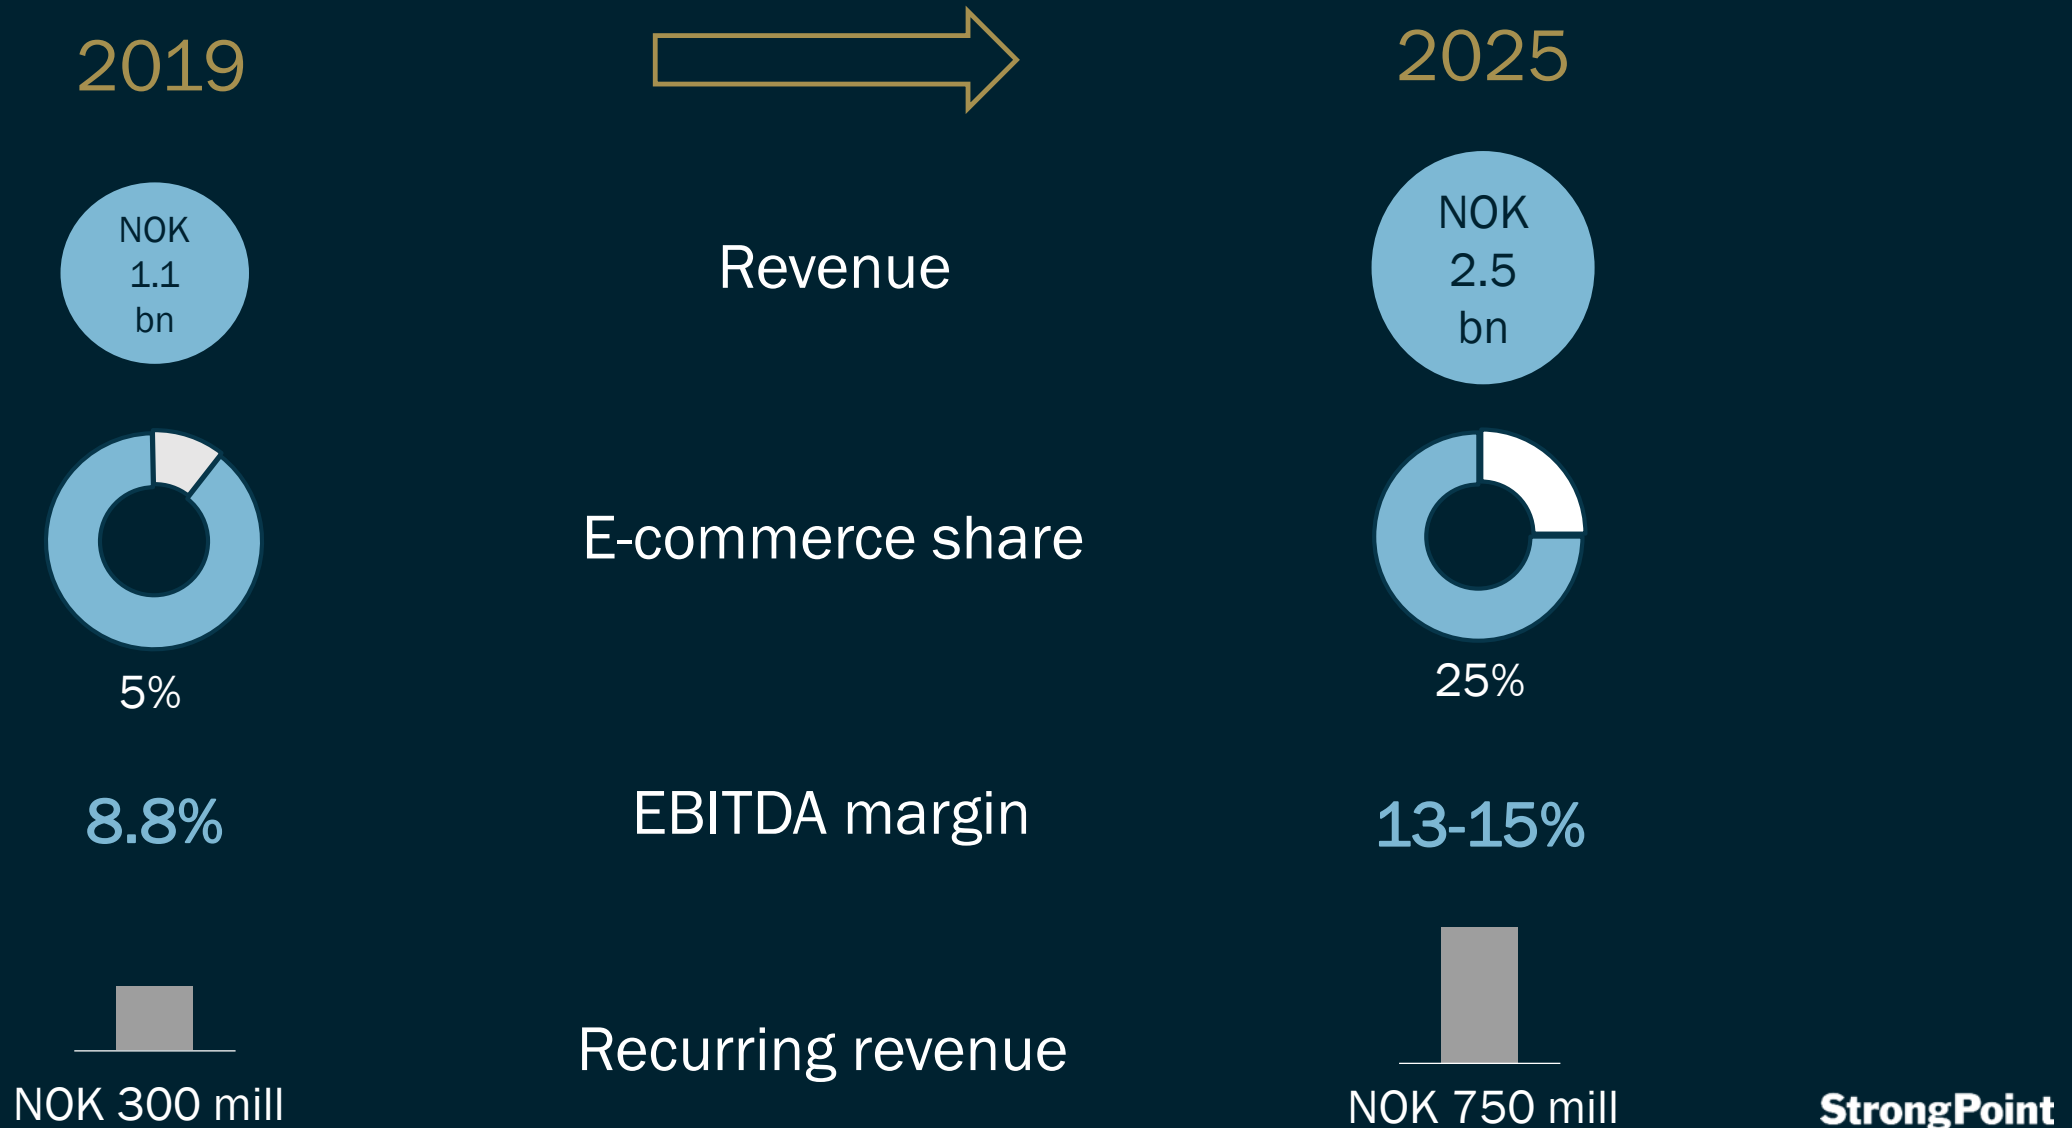 2019
2025
NOK
1.1
bn
Revenue
NOK
2.5
bn
E-commerce share
5%
25%
8.8%
EBITDA margin
13-15%
Recurring revenue
NOK 300 mill
NOK 750 mill
StrongPoint